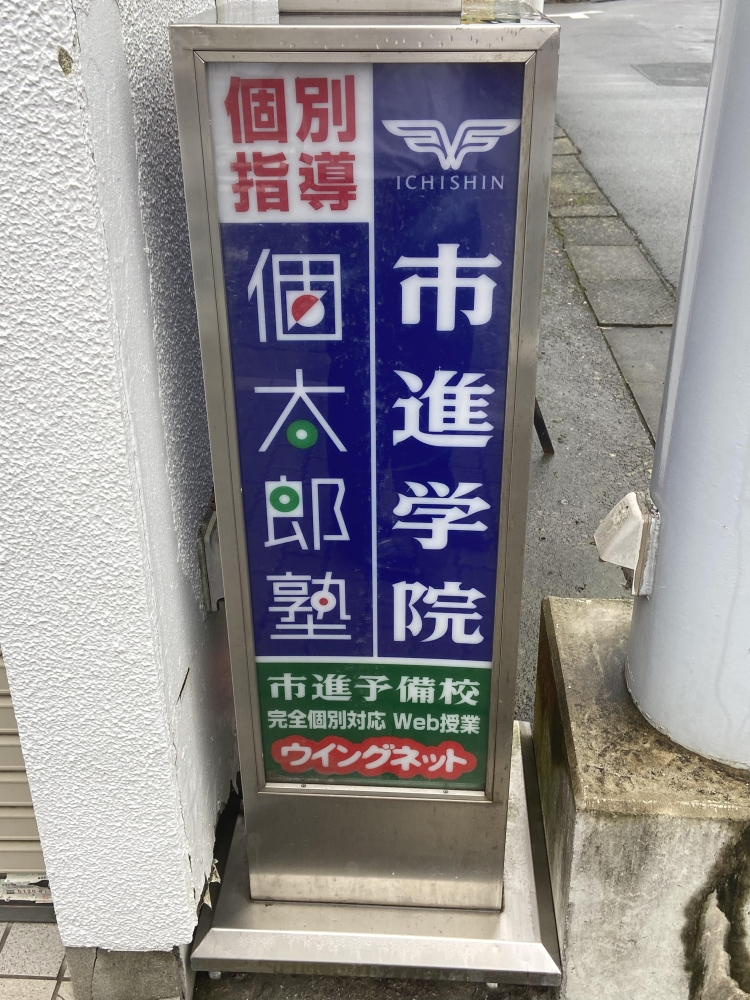 ICHISHIN
市進学院
個別
指導
個太郎塾
市進予備校
完全個別対応 Web授業
ウイングネット